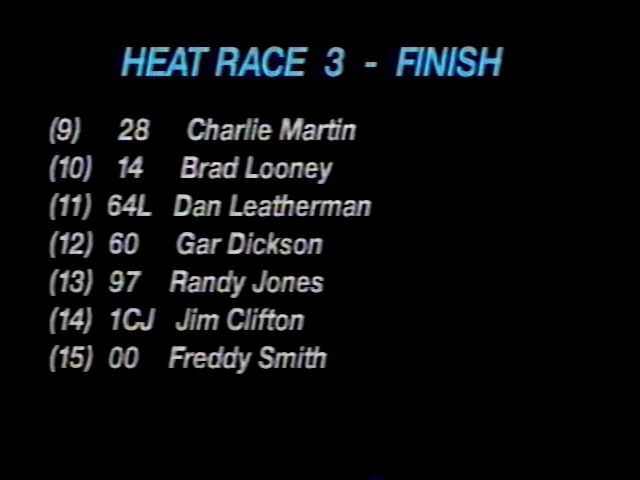 HEAT RACE 3 - FINISH
(9) 28 Charlie Martin
(10) 14 Brad Looney
(11) 64L Dan Leatherman
(12) 60 Gar Dickson
(13) 97 Randy Jones
(14) 1CJ Jim Clifton
(15) 00 Freddy Smith